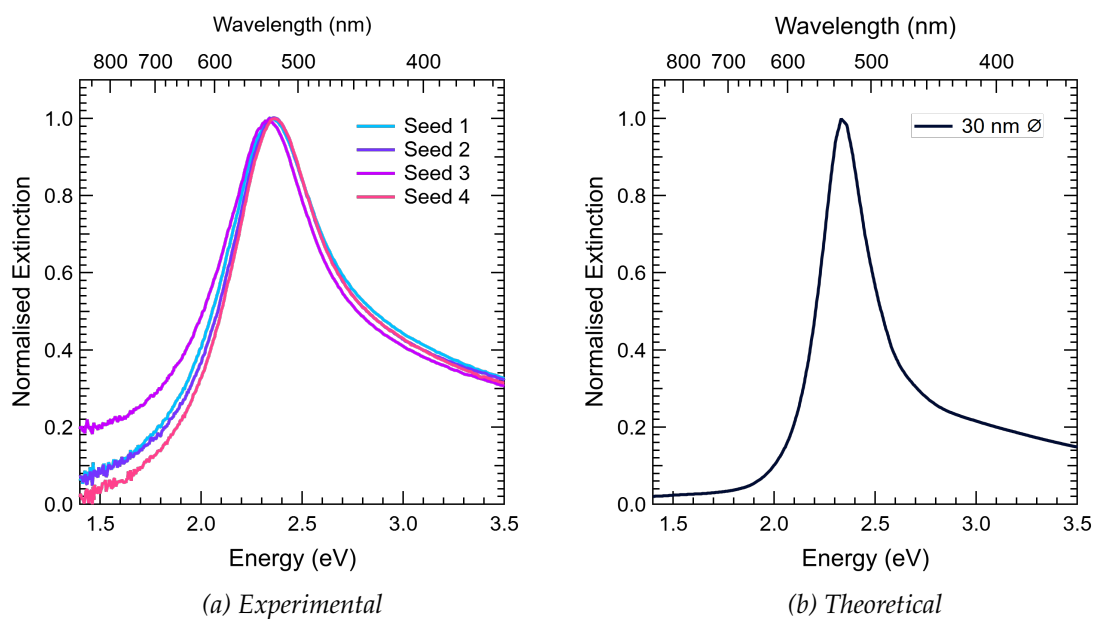 Wavelength (nm)
800 700 600 500 400
1.0
0.8
0.6
0.4
0.2
0.0
Normalised Extinction
Seed 1
Seed 2
Seed 3
Seed 4
1.5 2.0 2.5 3.0 3.5
Energy (eV)
(a) Experimental
Wavelength (nm)
800 700 600 500 400
1.0
0.8
0.6
0.4
0.2
0.0
Normalised Extinction
30 nm ∅
1.5 2.0 2.5 3.0 3.5
Energy (eV)
(b) Theoretical